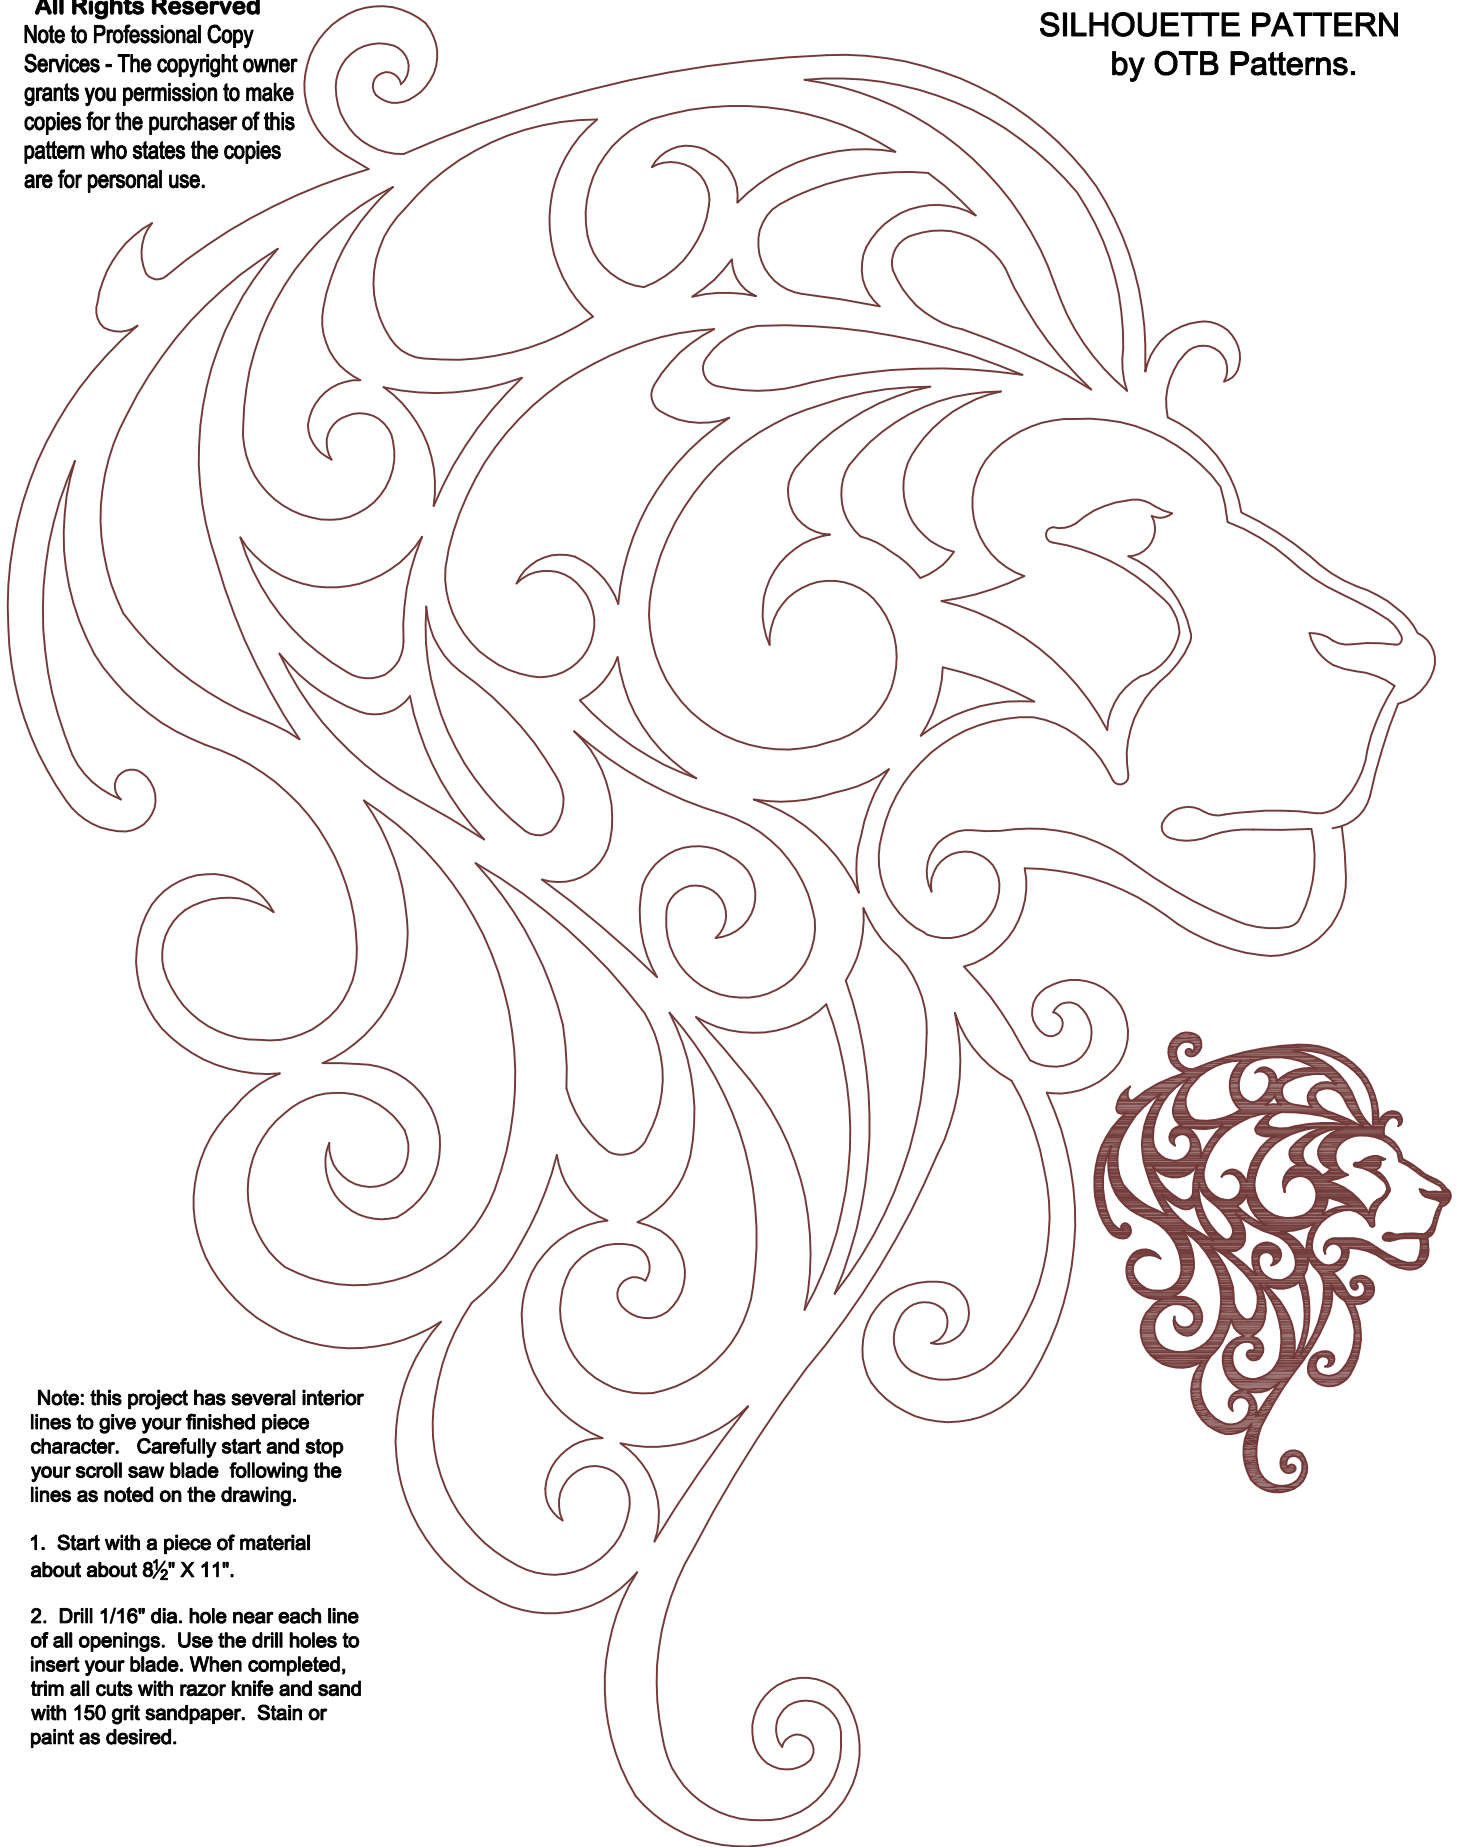 All Rights Reserved
Note to Professional Copy
Services - The copyright owner
grants you permission to make
copies for the purchaser of this
pattern who states the copies
are for personal use.
SILHOUETTE PATTERN
by OTB Patterns.
Note: this project has several interior
lines to give your finished piece
character.   Carefully start and stop
your scroll saw blade  following the
lines as noted on the drawing.
1.  Start with a piece of material
about about 8½" X 11".
2.  Drill 1/16" dia. hole near each line
of all openings.  Use the drill holes to
insert your blade. When completed,
trim all cuts with razor knife and sand
with 150 grit sandpaper.  Stain or
paint as desired.